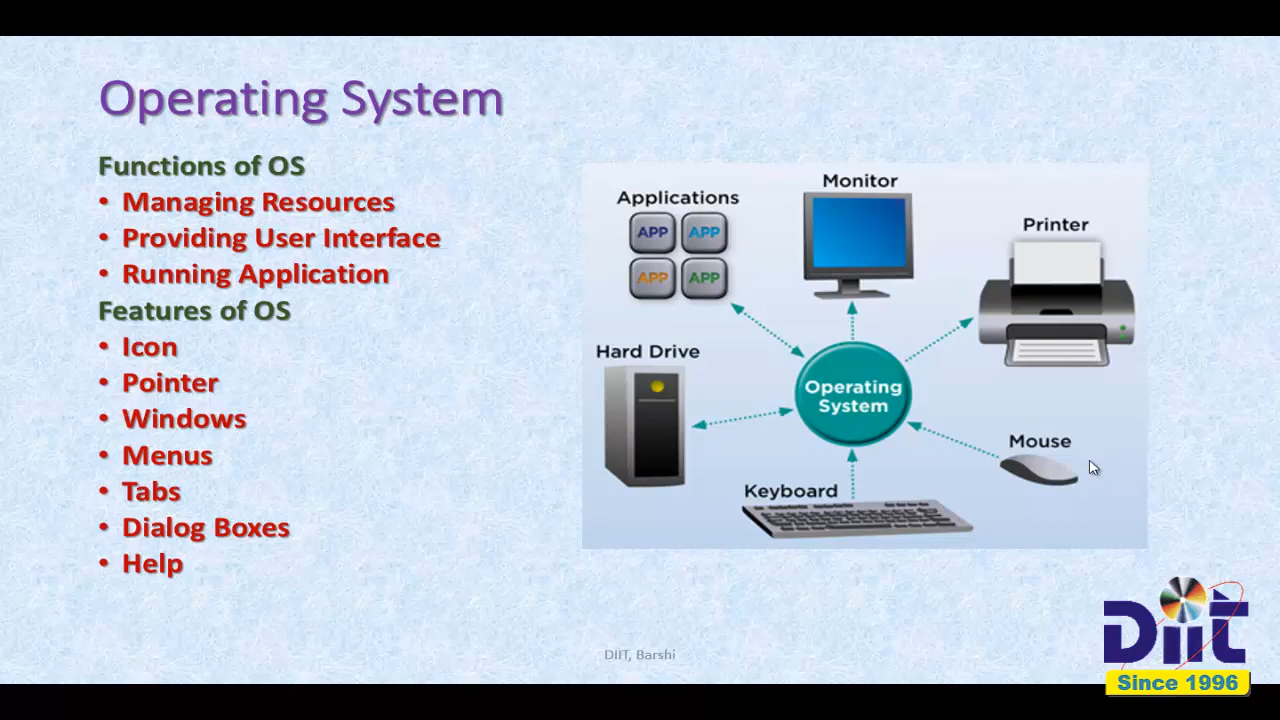 Operating System
Functions of OS
• Managing Resources
• Providing User Interface
• Running Application
Features of OS
• Icon
• Pointer
• Windows
• Menus
• Tabs
• Dialog Boxes
• Help
Applications
Monitor
Printer
APP APP
APP APP
Hard Drive
Operating
System
Mouse
Keyboard
DIIT, Barshi
Diit
Since 1996